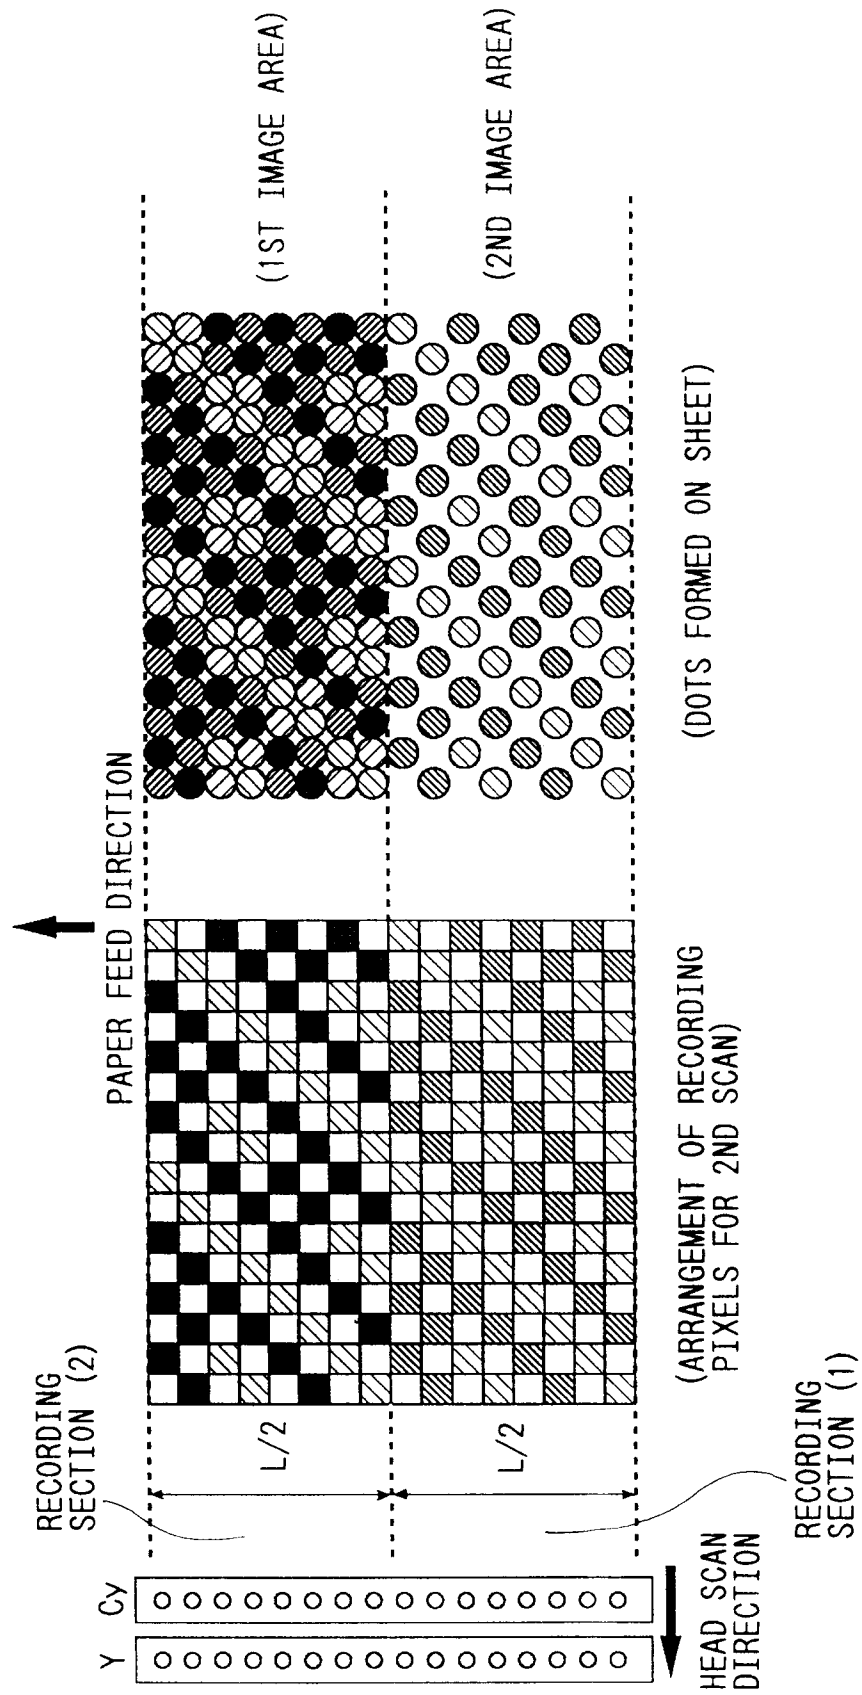 Y
Cy
HEAD SCAN
DIRECTION
RECORDING
SECTION (2)
L/2
L/2
RECORDING
SECTION (1)
PAPER FEED DIRECTION
(ARRANGEMENT OF RECORDING
PIXELS FOR 2ND SCAN)
(DOTS FORMED ON SHEET)
(1ST IMAGE AREA)
(2ND IMAGE AREA)